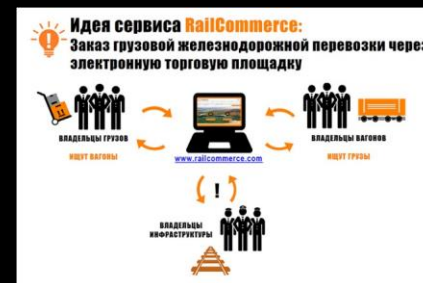 Идея сервиса RailCommerce:
Заказ грузовой железнодорожной перевозки через
электронную торговую площадку
ВЛАДЕЛЬЦЫ ГРУЗОВ
ИЩУТ ВАГОНЫ
www.railcommerce.com
ВЛАДЕЛЬЦЫ ВАГОНОВ
ИЩУТ ГРУЗЫ
( ! )
ВЛАДЕЛЬЦЫ
ИНФРАСТРУКТУРЫ